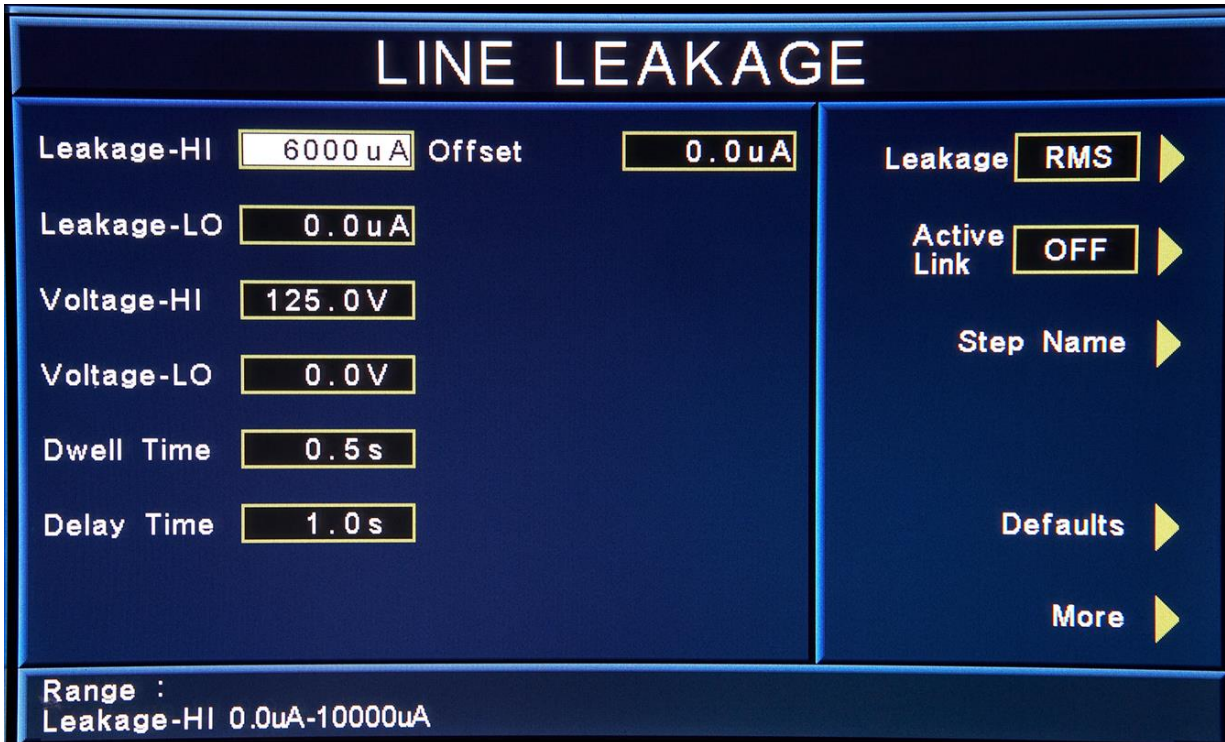 LINE LEAKAGE
Leakage-HI 6000uA Offset 0.0uA
Leakage-LO 0.0uA
Voltage-HI 125.0V
Voltage-LO 0.0V
Dwell Time 0.5s
Delay Time 1.0s
Leakage RMS
Active
Link OFF
Step Name
Defaults
More
Range :
Leakage-HI 0.0uA-10000uA